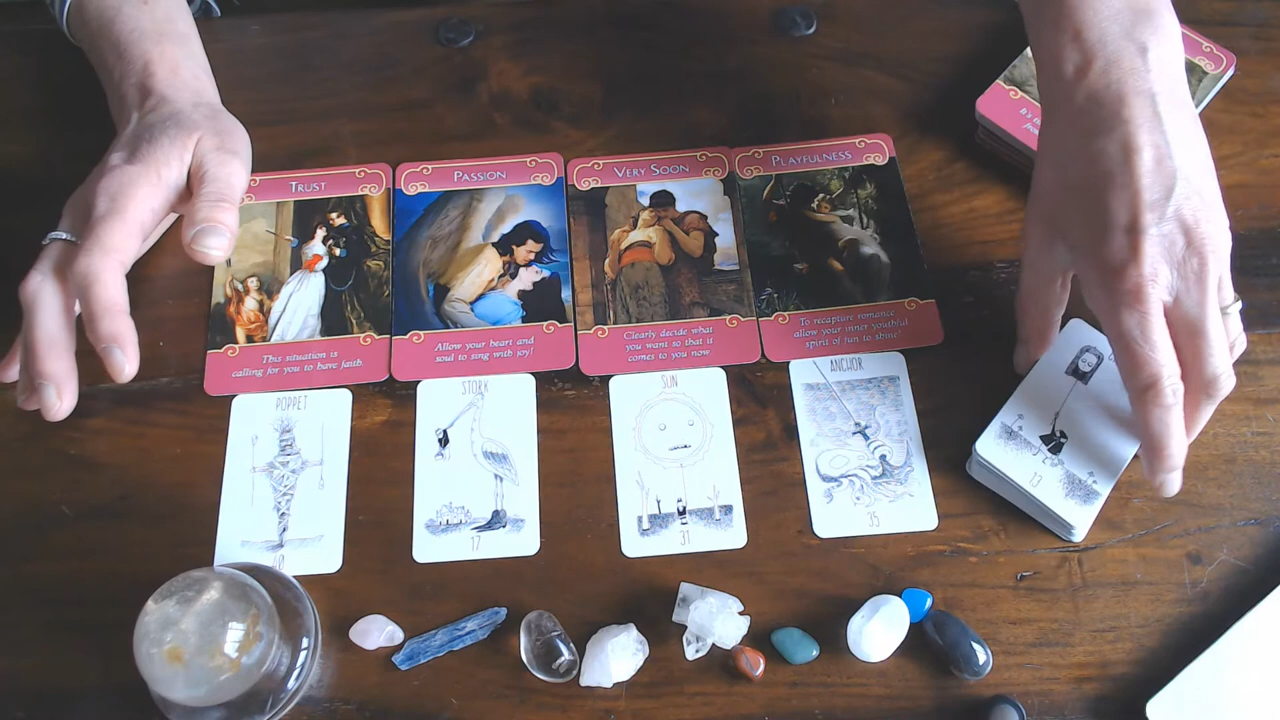 TRUST
PASSION
VERY SOON
PLAYFULNESS
This situation is
calling for you to have faith.
Allow your heart and
soul to sing with joy!
Clearly decide what
you want so that it
comes to you now
To recapture romance,
allow your inner youthful
spirit of fun to shine!
It's
from
POPPET
STORK
17
SUN
31
ANCHOR
35
13